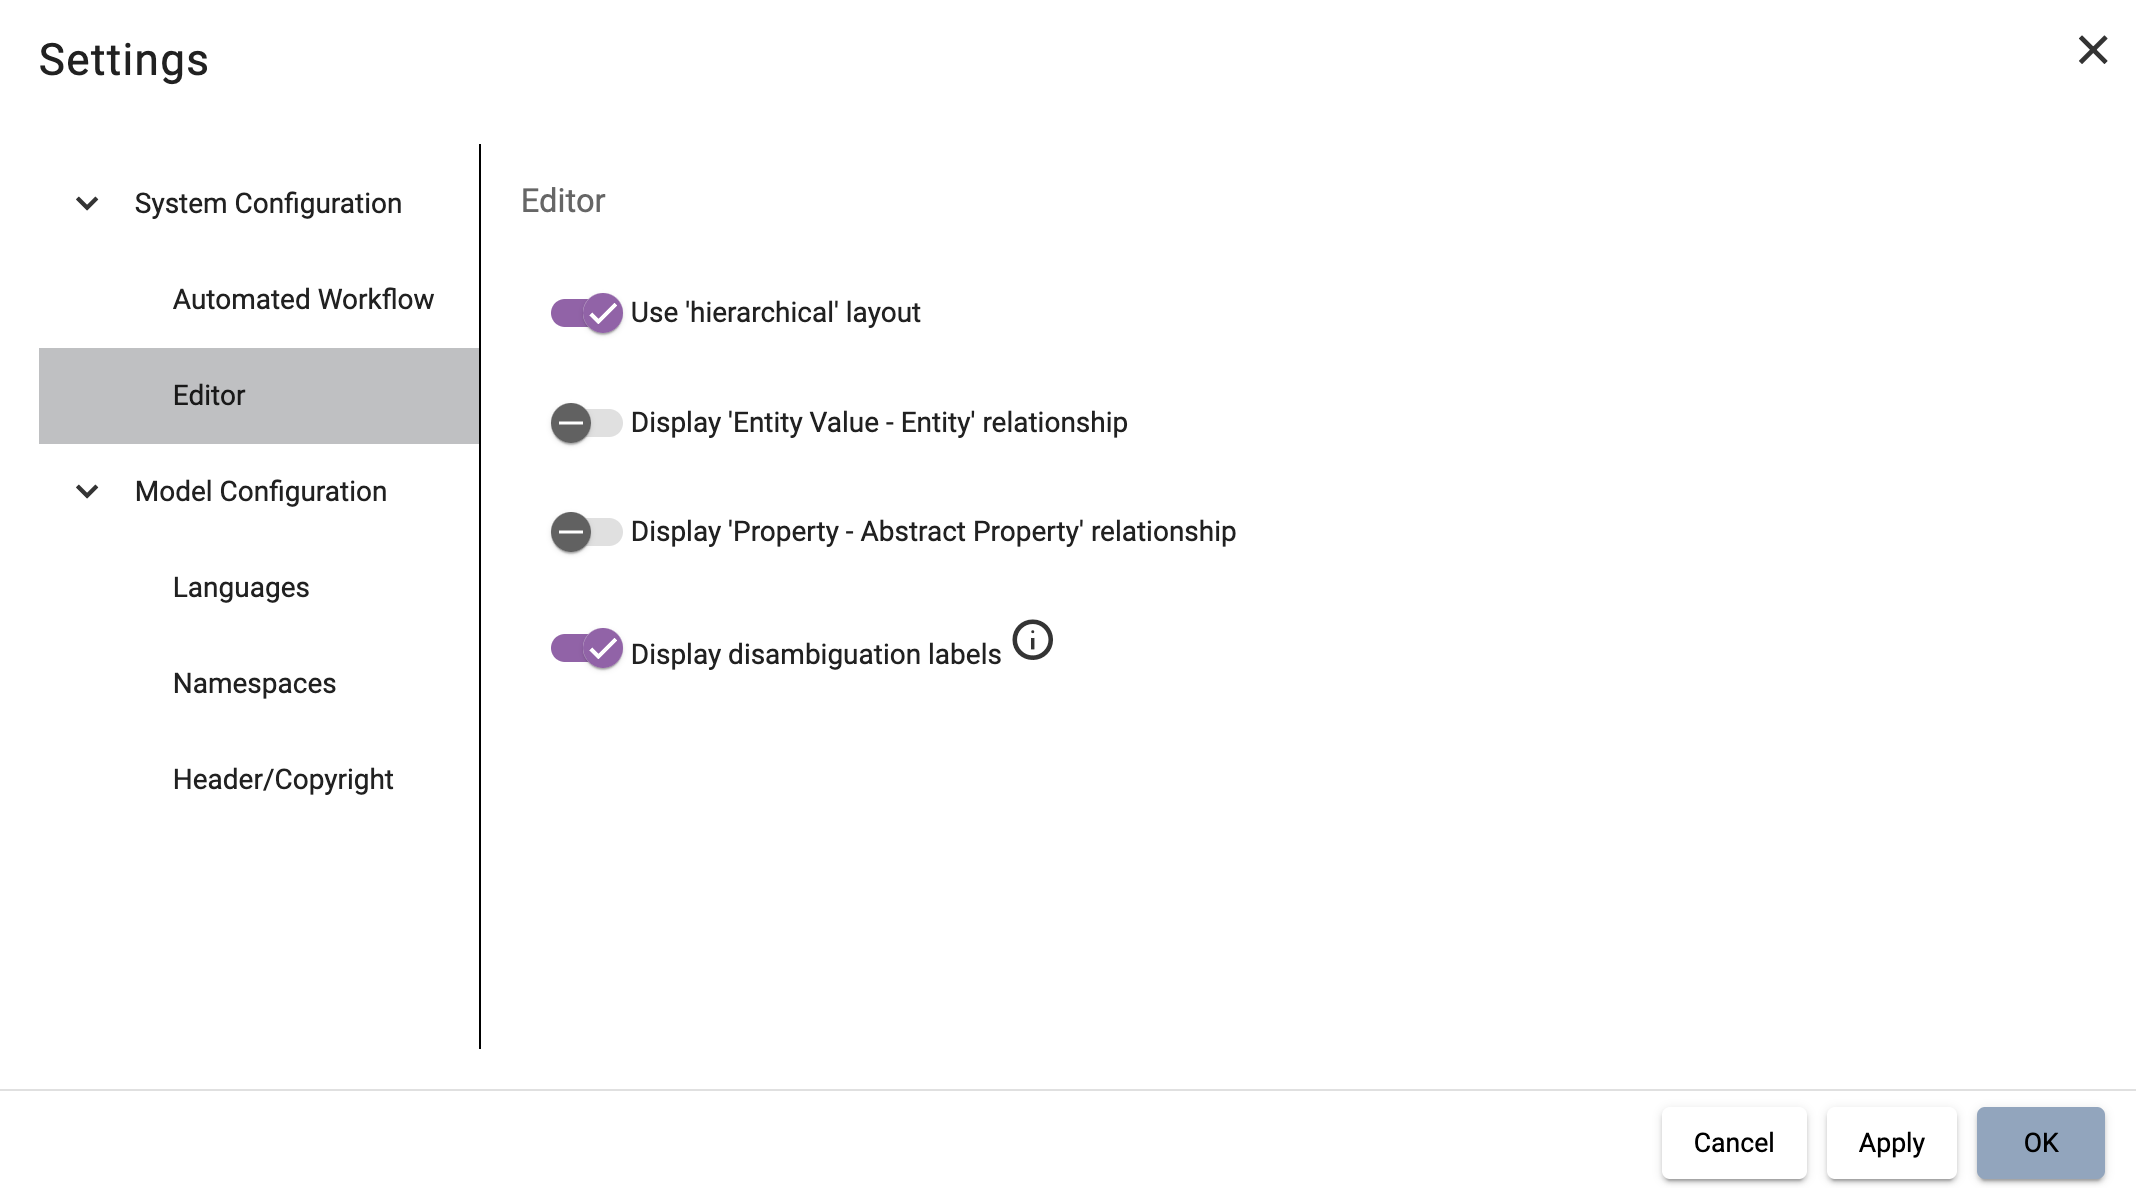 Settings
System Configuration
Automated Workflow
Editor
Model Configuration
Languages
Namespaces
Header/Copyright
Editor
Use 'hierarchical' layout
Display 'Entity Value - Entity' relationship
Display 'Property - Abstract Property' relationship
Display disambiguation labels
Cancel
Apply
OK